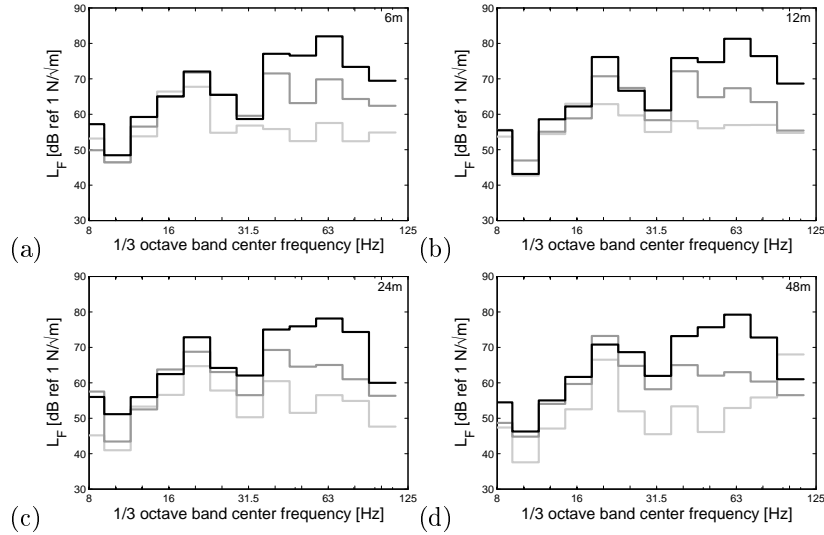 6m
90
80
70
60
50
40
30
L_F [dB ref 1 N/√m]
8 16 31.5 63 125
1/3 octave band center frequency [Hz]
(a)
12m
90
80
70
60
50
40
30
L_F [dB ref 1 N/√m]
8 16 31.5 63 125
1/3 octave band center frequency [Hz]
(b)
24m
90
80
70
60
50
40
30
L_F [dB ref 1 N/√m]
8 16 31.5 63 125
1/3 octave band center frequency [Hz]
(c)
48m
90
80
70
60
50
40
30
L_F [dB ref 1 N/√m]
8 16 31.5 63 125
1/3 octave band center frequency [Hz]
(d)